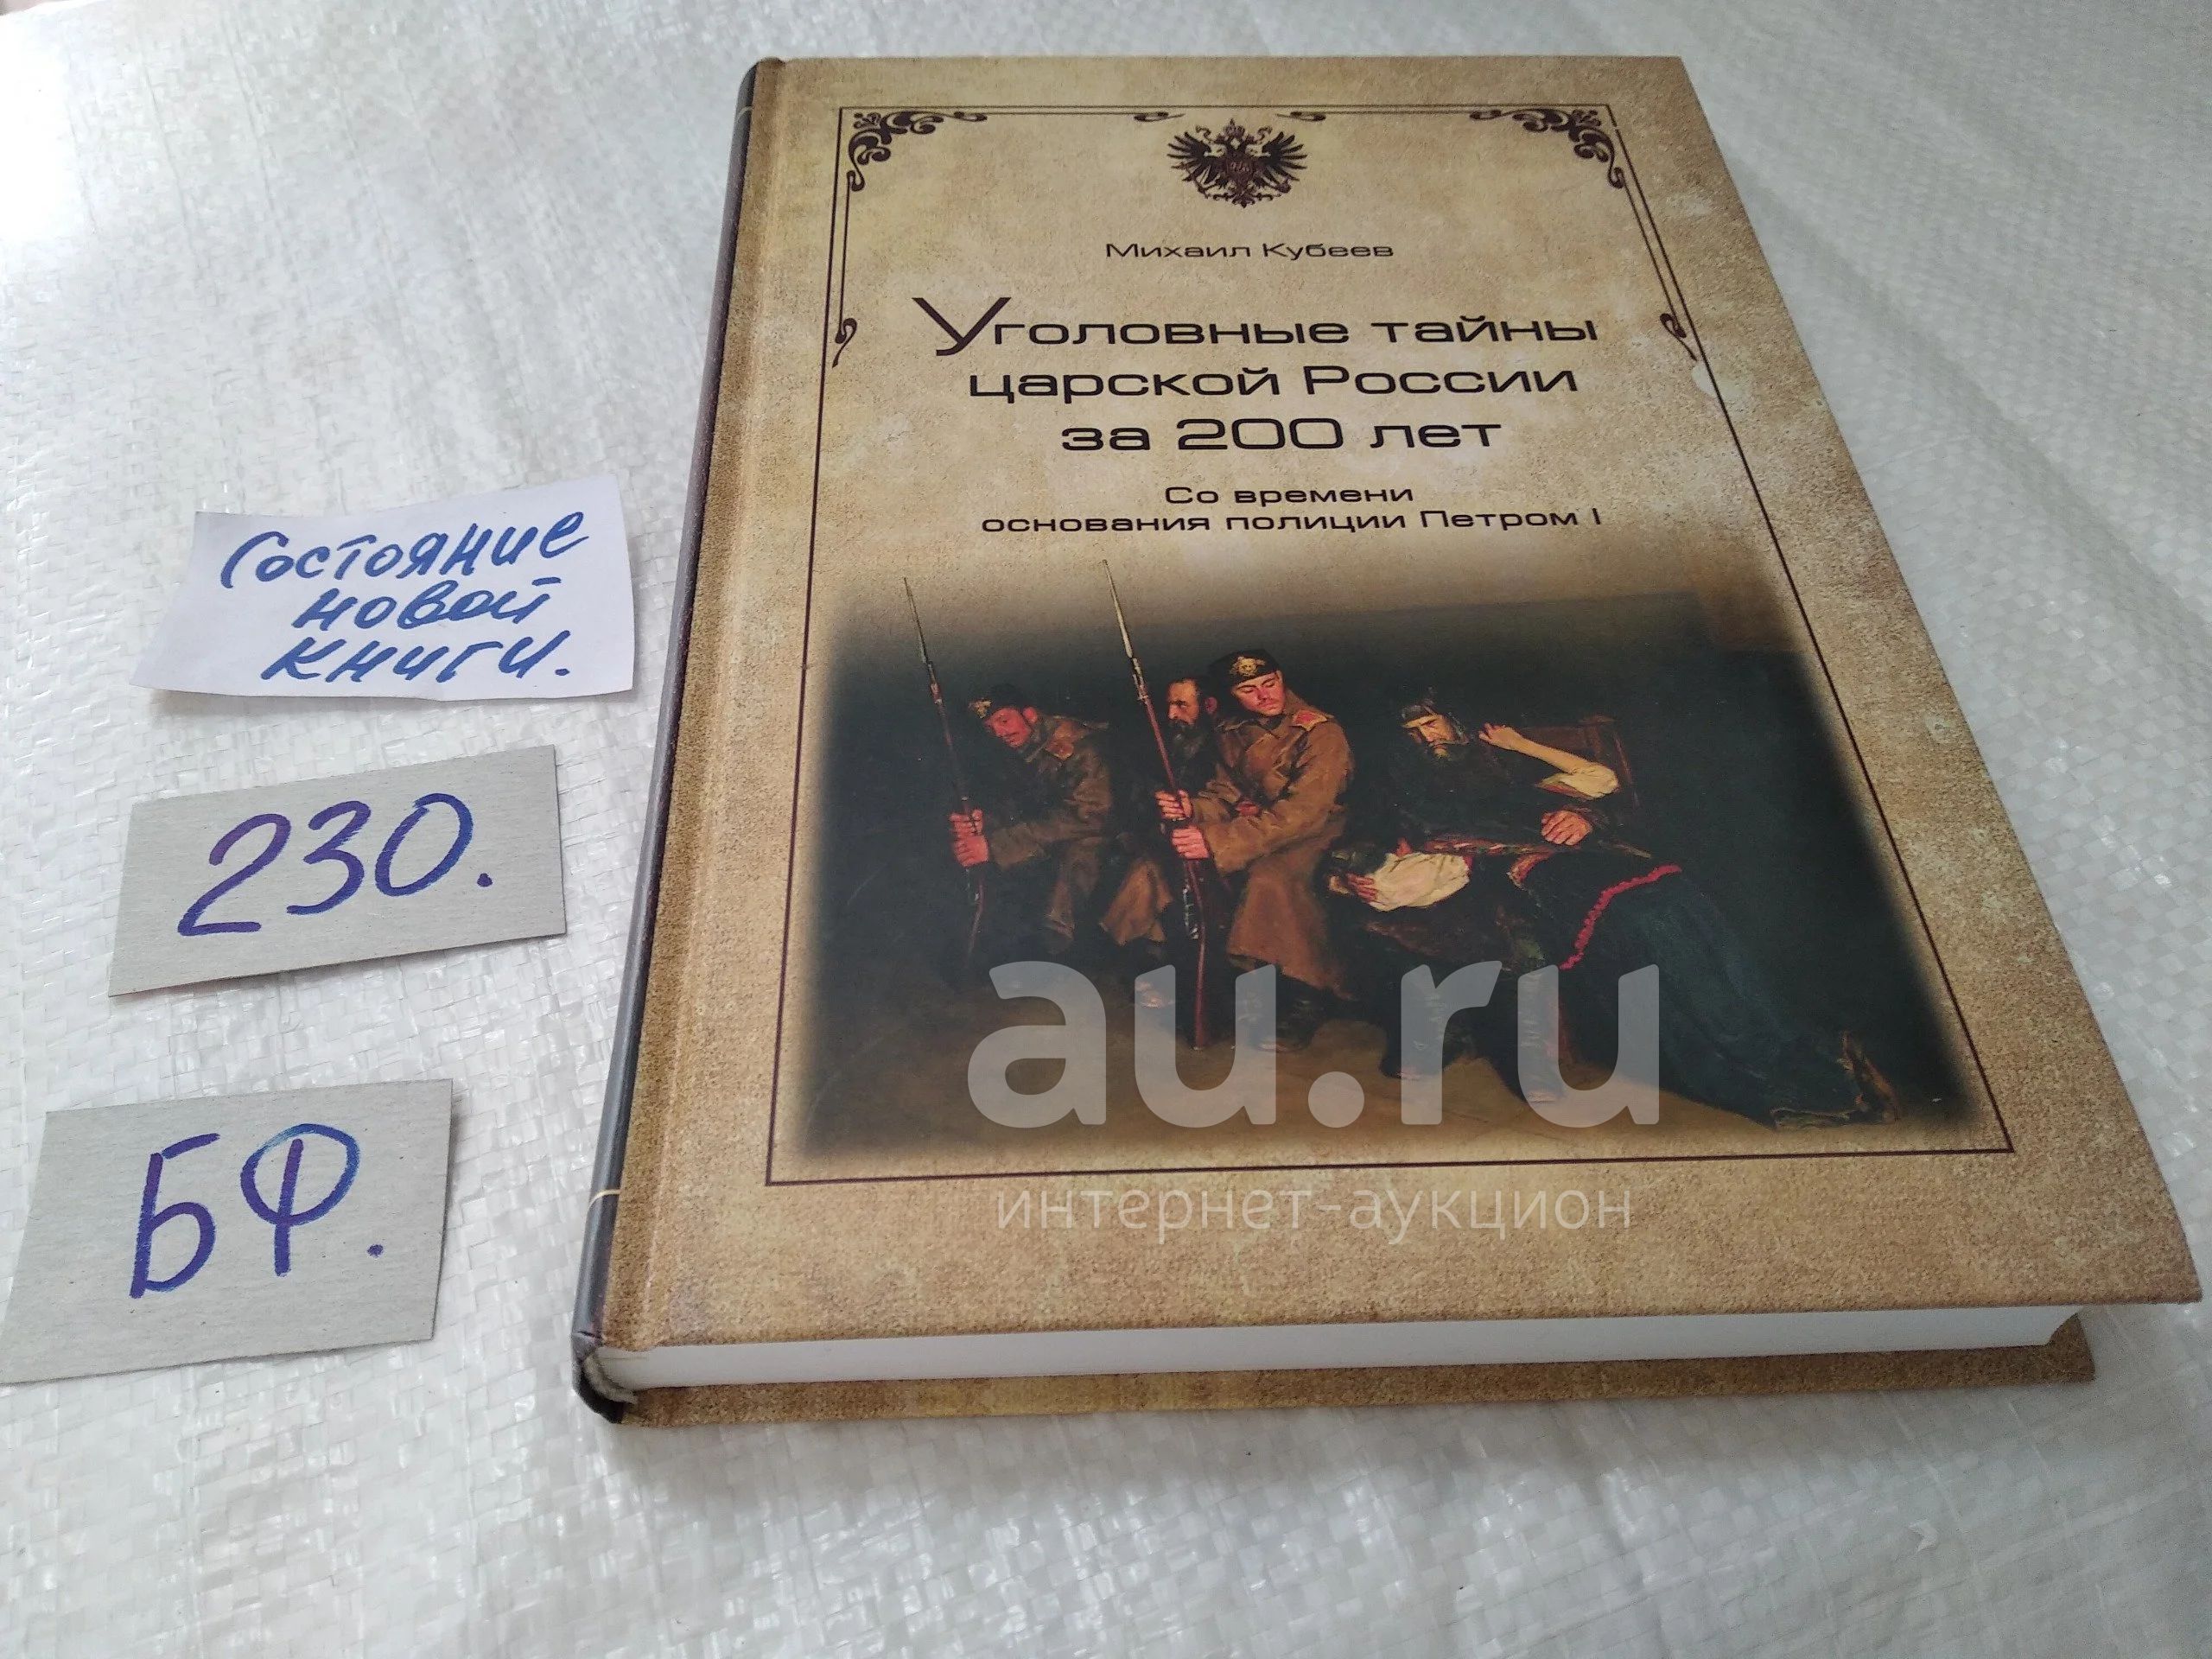 Михаил Кубеев
Уголовные тайны
царской России
за 200 лет
Со времени
основания полиции Петром I
Состояние
новой
книги.
230.
БФ.
au.ru
интернет-аукцион